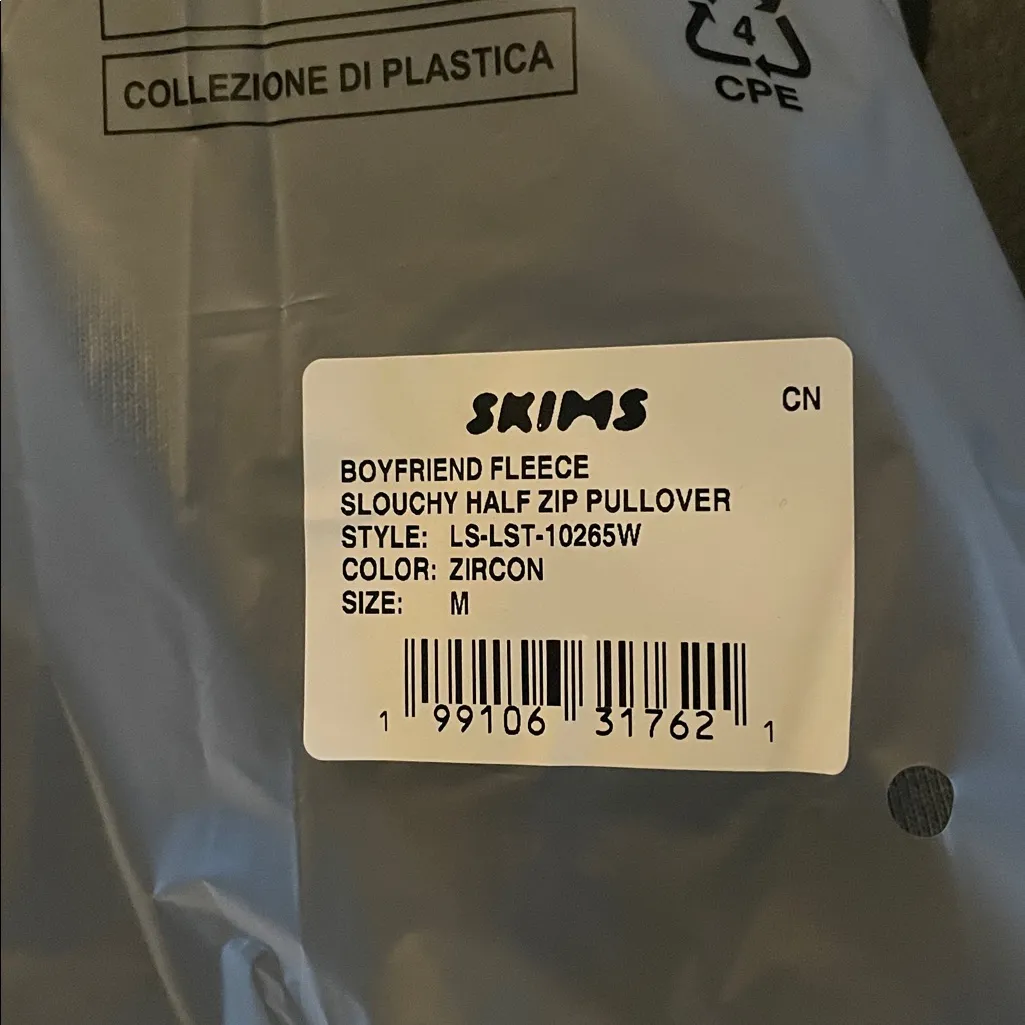 COLLEZIONE DI PLASTICA
4
CPE
SKIMS
CN
BOYFRIEND FLEECE
SLOUCHY HALF ZIP PULLOVER
STYLE: LS-LST-10265W
COLOR: ZIRCON
SIZE: M
1 99106 31762 1